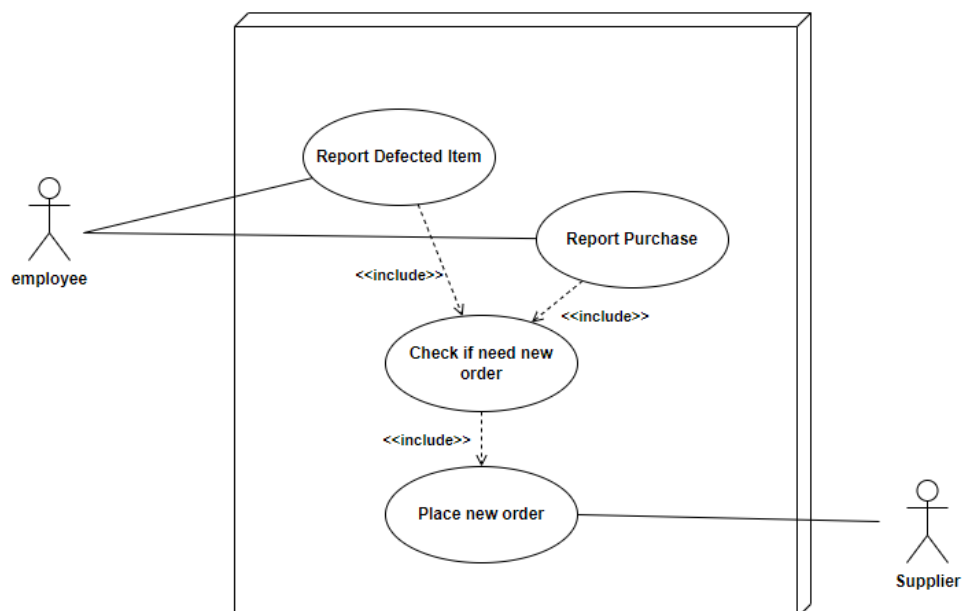 Report Defected Item
employee
Report Purchase
<<include>>
<<include>>
Check if need new
order
<<include>>
Place new order
Supplier